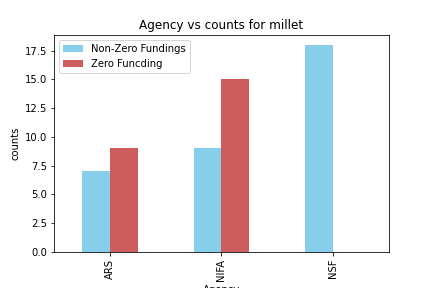 Agency vs counts for millet
Non-Zero Fundings
Zero Funcding
counts
17.5
15.0
12.5
10.0
7.5
5.0
2.5
0.0
ARS
NIFA
NSF
Agency